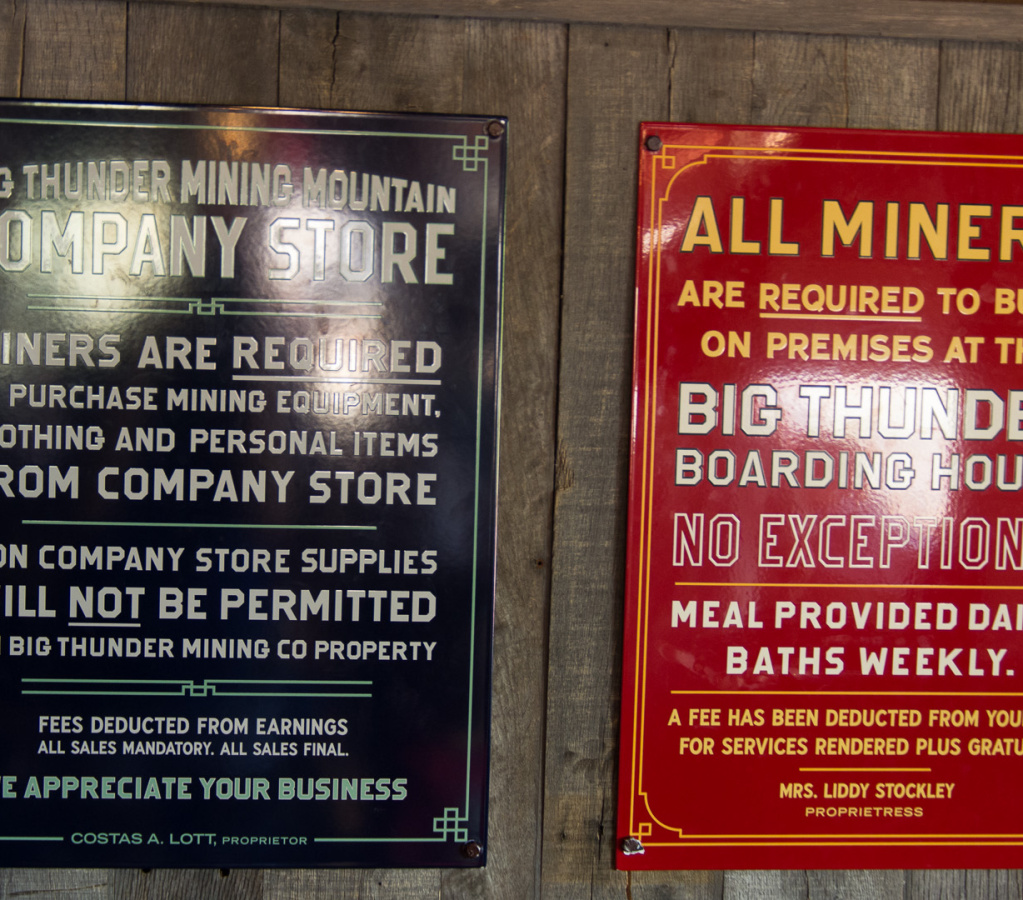 G THUNDER MINING MOUNTAIN
OMPANY STORE
INERS ARE REQUIRED
PURCHASE MINING EQUIPMENT,
OTHING AND PERSONAL ITEMS
ROM COMPANY STORE
ON COMPANY STORE SUPPLIES
ILL NOT BE PERMITTED
BIG THUNDER MINING CO PROPERTY
FEES DEDUCTED FROM EARNINGS
ALL SALES MANDATORY. ALL SALES FINAL.
E APPRECIATE YOUR BUSINESS
COSTAS A. LOTT, PROPRIETOR
ALL MINER
ARE REQUIRED TO BU
ON PREMISES AT TH
BIG THUNDE
BOARDING HOU
NO EXCEPTION
MEAL PROVIDED DAI
BATHS WEEKLY.
A FEE HAS BEEN DEDUCTED FROM YOU
FOR SERVICES RENDERED PLUS GRATU
MRS. LIDDY STOCKLEY
PROPRIETRESS